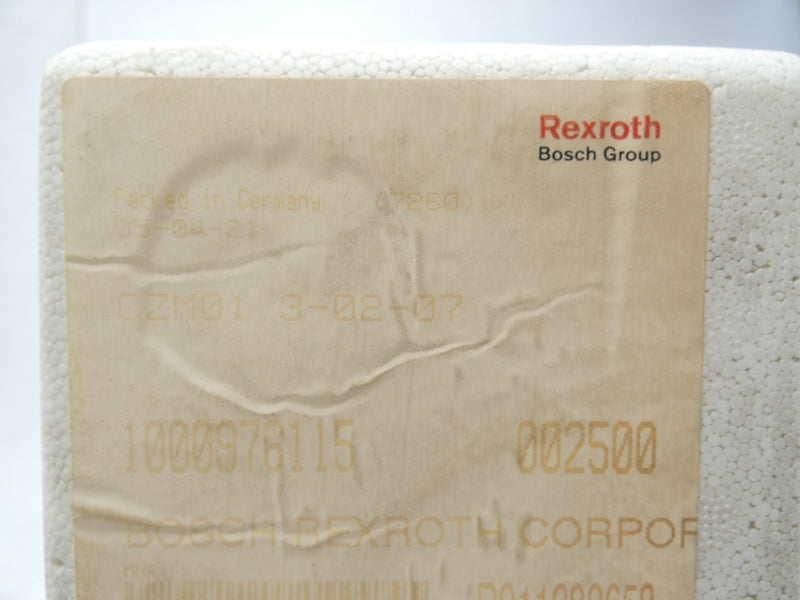 Rexroth
Bosch Group
Packed in Germany (7260)
05-04-21
CZM01 3-02-07
1000976115 002500
BOSCH REXROTH CORPOR
MNR